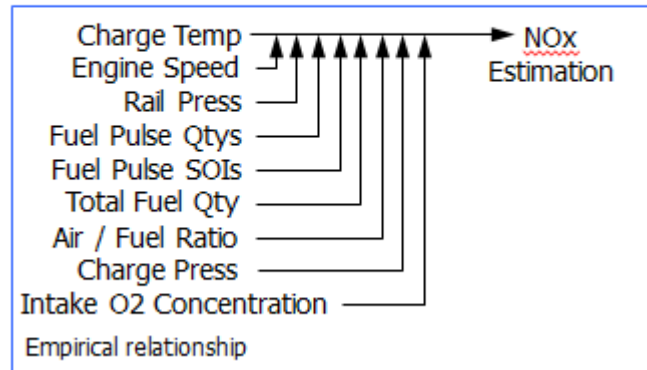 Charge Temp
NOx
Engine Speed
Estimation
Rail Press
Fuel Pulse Qtys
Fuel Pulse SOIs
Total Fuel Qty
Air / Fuel Ratio
Charge Press
Intake O2 Concentration
Empirical relationship